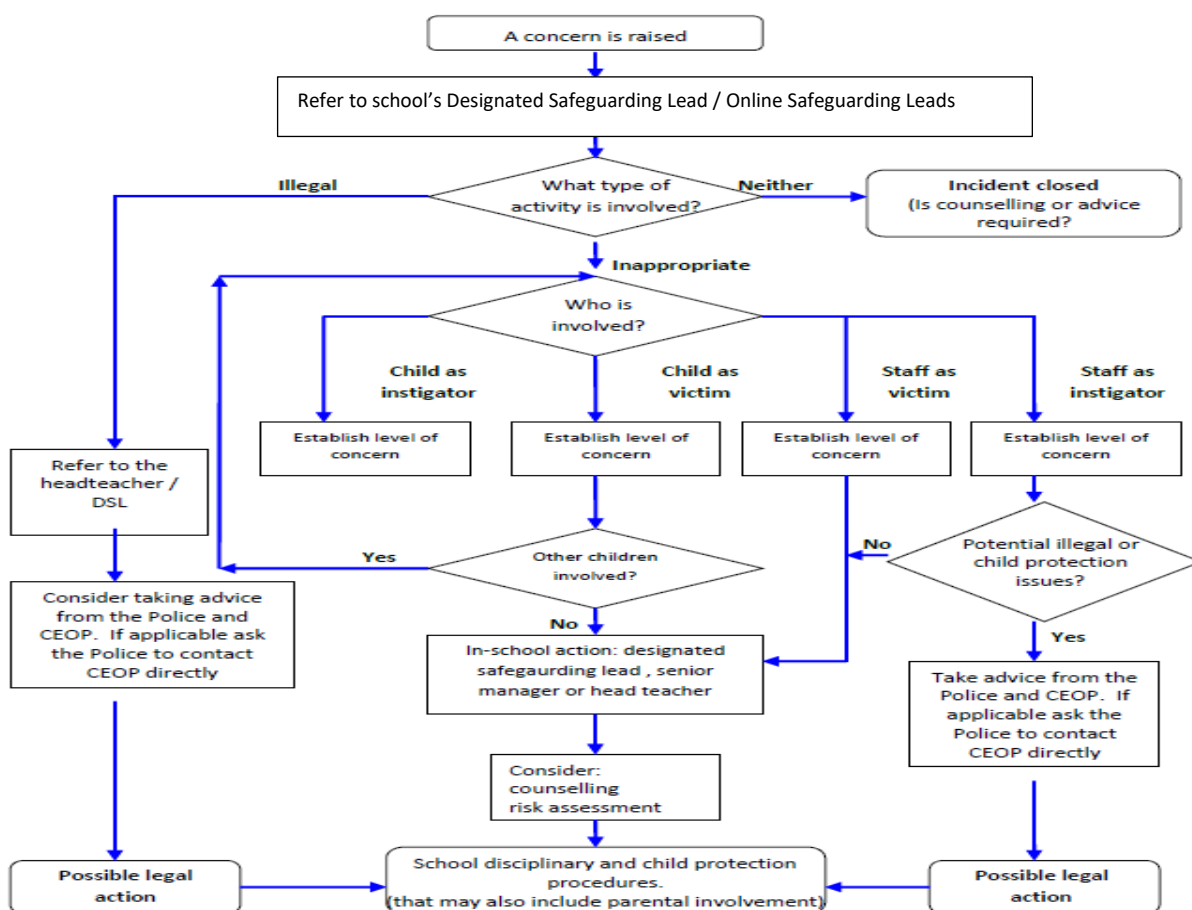 A concern is raised
Refer to school's Designated Safeguarding Lead / Online Safeguarding Leads
Illegal
What type of
activity is involved?
Neither
Incident closed
(Is counselling or advice
required?
Inappropriate
Who is
involved?
Child as
instigator
Child as
victim
Staff as
victim
Staff as
instigator
Establish level of
concern
Establish level of
concern
Establish level of
concern
Establish level of
concern
Refer to the
headteacher /
DSL
Yes
Other children
involved?
No
Potential illegal or
child protection
issues?
Consider taking advice
from the Police and
CEOP.  If applicable ask
the Police to contact
CEOP directly
No
Yes
In-school action: designated
safegaurding lead , senior
manager or head teacher
Take advice from the
Police and CEOP.  If
applicable ask the
Police to contact
CEOP directly
Consider:
counselling
risk assessment
Possible legal
action
School disciplinary and child protection
procedures.
(that may also include parental involvement)
Possible legal
action